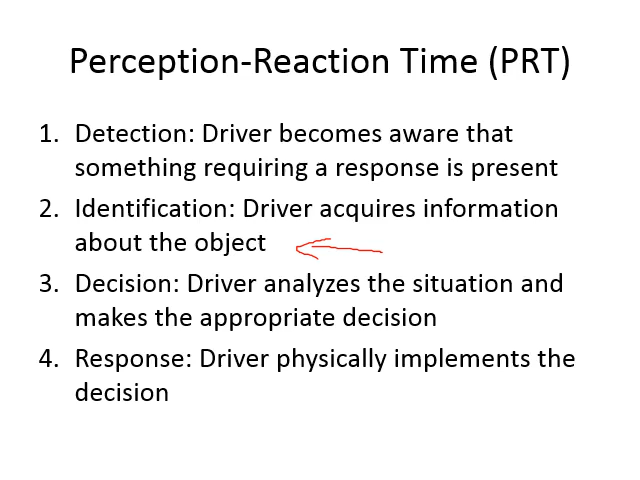 Perception-Reaction Time (PRT)
1. Detection: Driver becomes aware that
something requiring a response is present
2. Identification: Driver acquires information
about the object
3. Decision: Driver analyzes the situation and
makes the appropriate decision
4. Response: Driver physically implements the
decision